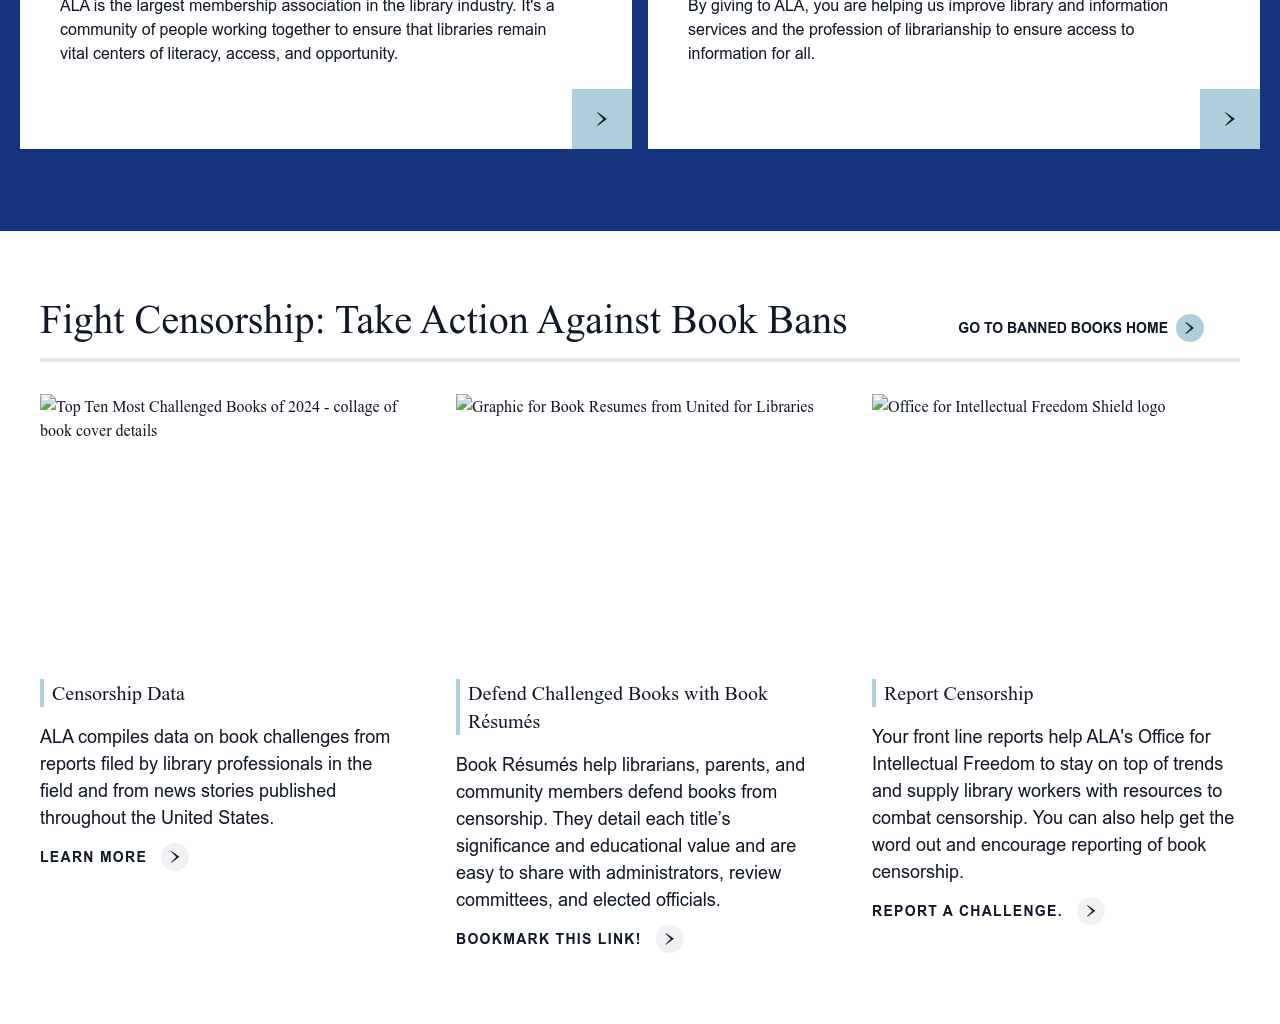 ALA is the largest membership association in the library industry. It's a
community of people working together to ensure that libraries remain
vital centers of literacy, access, and opportunity.
By giving to ALA, you are helping us improve library and information
services and the profession of librarianship to ensure access to
information for all.
Fight Censorship: Take Action Against Book Bans
GO TO BANNED BOOKS HOME
Top Ten Most Challenged Books of 2024 - collage of
book cover details
Graphic for Book Resumes from United for Libraries
Office for Intellectual Freedom Shield logo
Censorship Data
ALA compiles data on book challenges from
reports filed by library professionals in the
field and from news stories published
throughout the United States.
LEARN MORE
Defend Challenged Books with Book
Résumés
Book Résumés help librarians, parents, and
community members defend books from
censorship. They detail each title’s
significance and educational value and are
easy to share with administrators, review
committees, and elected officials.
BOOKMARK THIS LINK!
Report Censorship
Your front line reports help ALA's Office for
Intellectual Freedom to stay on top of trends
and supply library workers with resources to
combat censorship. You can also help get the
word out and encourage reporting of book
censorship.
REPORT A CHALLENGE.